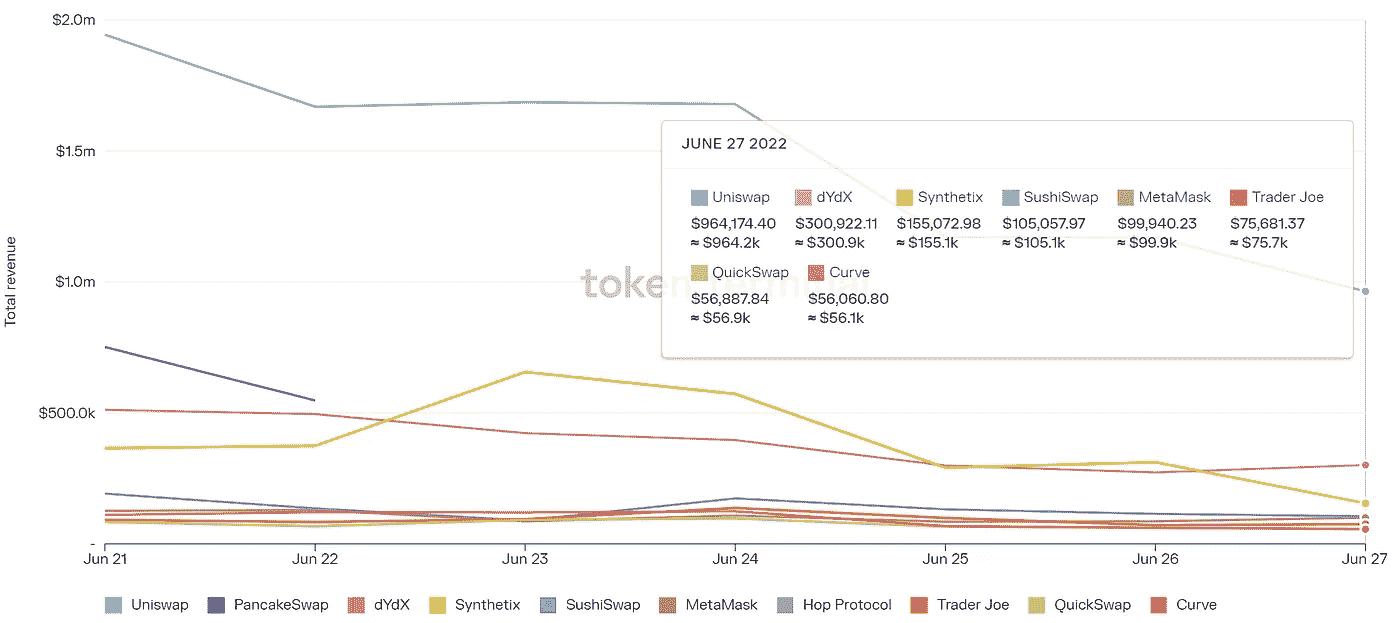 $2.0m
$1.5m
$1.0m
$500.0k
-
Total revenue
token terminal
JUNE 27 2022
Uniswap dYdX Synthetix SushiSwap MetaMask Trader Joe
$964,174.40 $300,922.11 $155,072.98 $105,057.97 $99,940.23 $75,681.37
≈ $964.2k ≈ $300.9k ≈ $155.1k ≈ $105.1k ≈ $99.9k ≈ $75.7k
QuickSwap Curve
$56,887.84 $56,060.80
≈ $56.9k ≈ $56.1k
Jun 21 Jun 22 Jun 23 Jun 24 Jun 25 Jun 26 Jun 27
Uniswap PancakeSwap dYdX Synthetix SushiSwap MetaMask Hop Protocol Trader Joe QuickSwap Curve